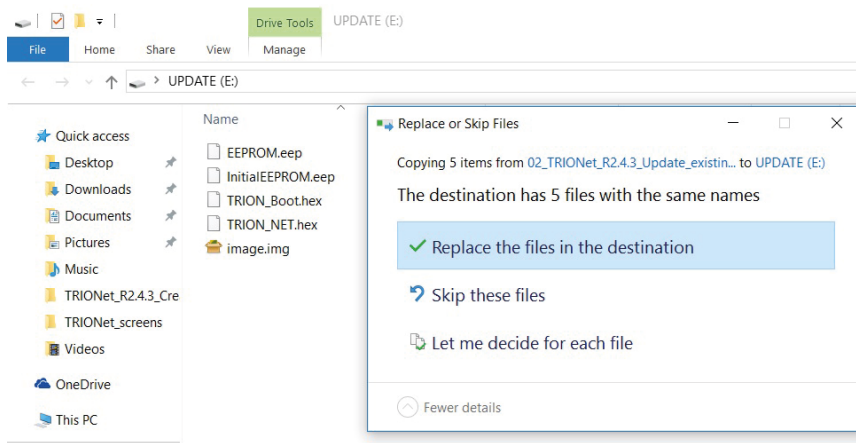 Drive Tools
UPDATE (E:)
File
Home
Share
View
Manage
UPDATE (E:)
Quick access
Desktop
Downloads
Documents
Pictures
Music
TRIONet_R2.4.3_Cre
TRIONet_screens
Videos
OneDrive
This PC
Name
EEPROM.eep
InitialEEPROM.eep
TRION_Boot.hex
TRION_NET.hex
image.img
Replace or Skip Files
Copying 5 items from 02_TRIONet_R2.4.3_Update_existin... to UPDATE (E:)
The destination has 5 files with the same names
Replace the files in the destination
Skip these files
Let me decide for each file
Fewer details